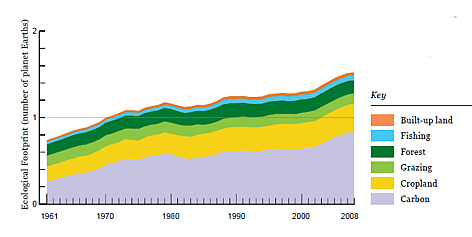 Ecological Footprint (number of planet Earths)
2
1
0
1961 1970 1980 1990 2000 2008
Key
Built-up land
Fishing
Forest
Grazing
Cropland
Carbon